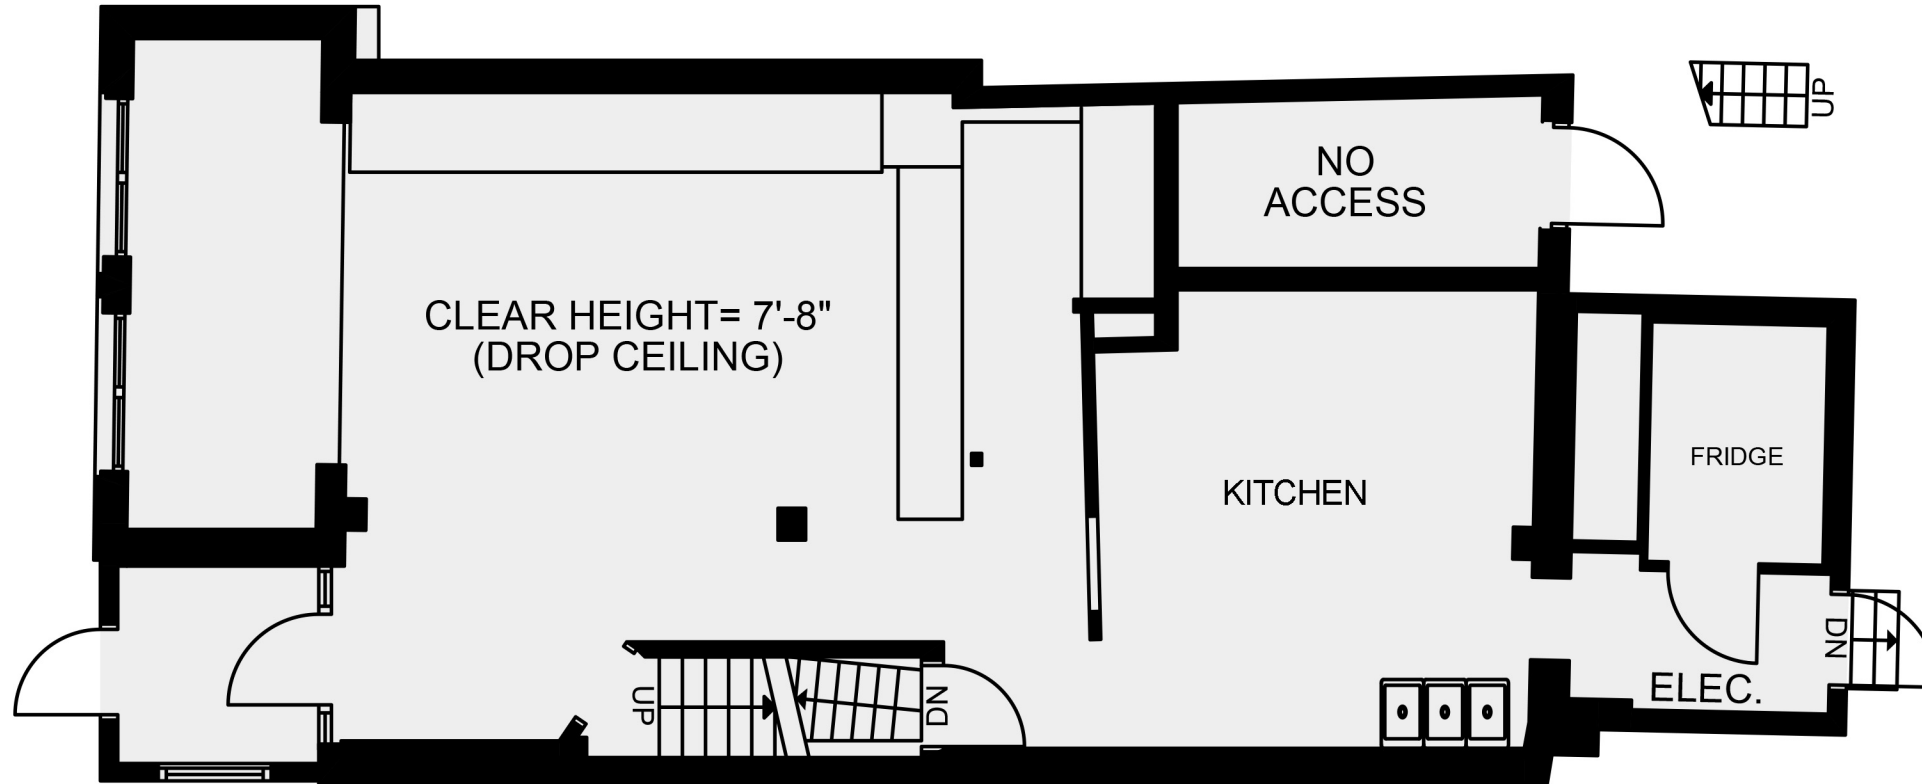 UP
NO
ACCESS
CLEAR HEIGHT= 7'-8"
(DROP CEILING)
FRIDGE
KITCHEN
DN
ELEC.
UP
DN